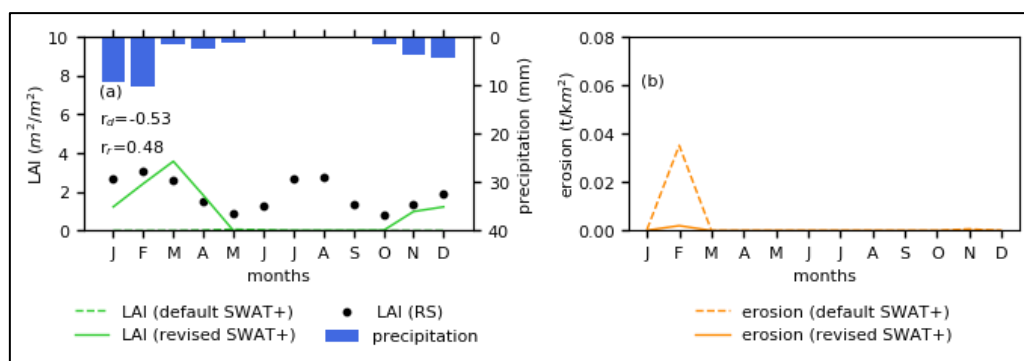 10
8
6
4
2
0
LAI (m²/m²)
(a)
r_d=-0.53
r_r=0.48
0
10
20
30
40
precipitation (mm)
J F M A M J J A S O N D
months
0.08
0.06
0.04
0.02
0.00
erosion (t/km²)
(b)
J F M A M J J A S O N D
months
LAI (default SWAT+)
LAI (revised SWAT+)
LAI (RS)
precipitation
erosion (default SWAT+)
erosion (revised SWAT+)